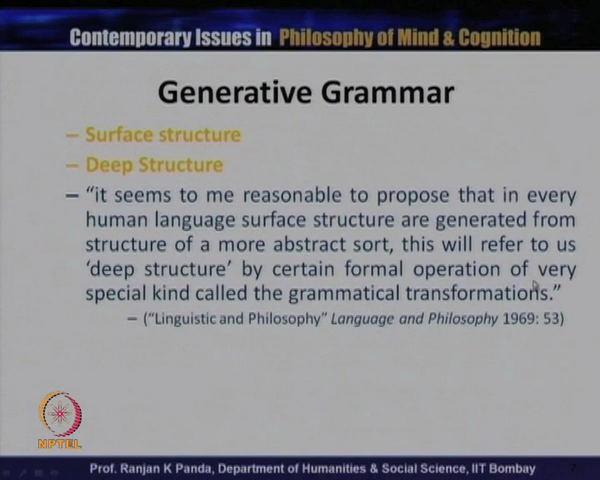 Contemporary Issues in Philosophy of Mind & Cognition
Generative Grammar
– Surface structure
– Deep Structure
– “it seems to me reasonable to propose that in every
human language surface structure are generated from
structure of a more abstract sort, this will refer to us
‘deep structure’ by certain formal operation of very
special kind called the grammatical transformations.”
– (“Linguistic and Philosophy” Language and Philosophy 1969: 53)
NPTEL
Prof. Ranjan K Panda, Department of Humanities & Social Science, IIT Bombay
7